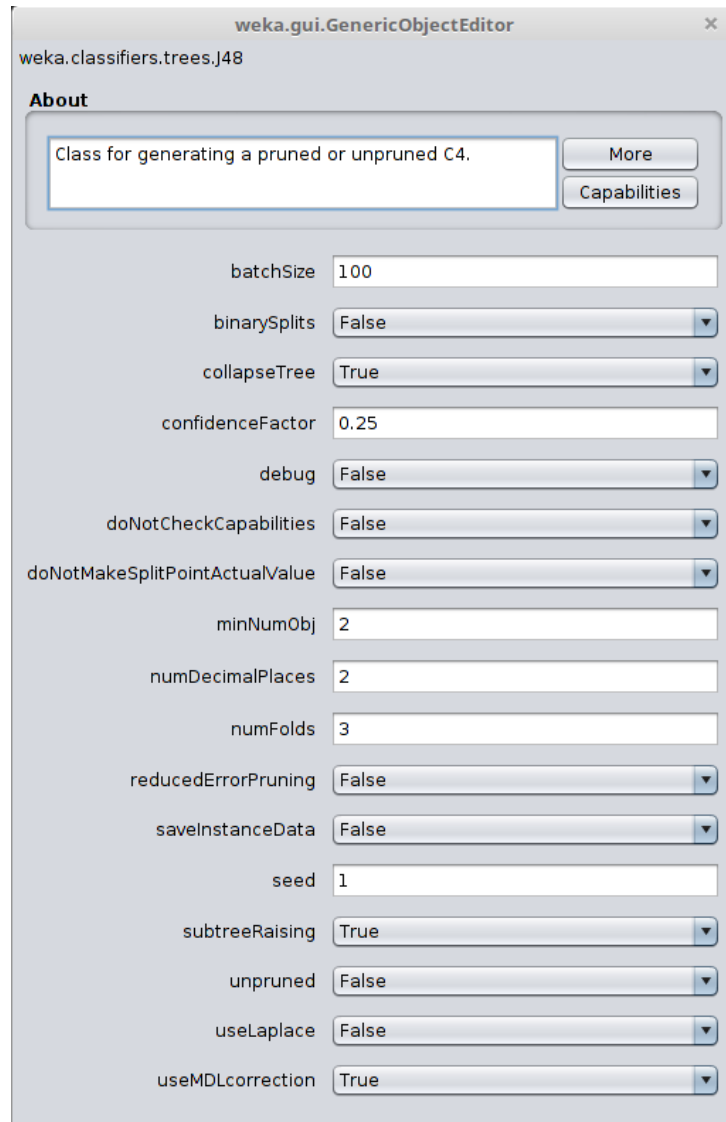 weka.gui.GenericObjectEditor ×
weka.classifiers.trees.J48
About
Class for generating a pruned or unpruned C4. More
Capabilities
batchSize 100
binarySplits False
collapseTree True
confidenceFactor 0.25
debug False
doNotCheckCapabilities False
doNotMakeSplitPointActualValue False
minNumObj 2
numDecimalPlaces 2
numFolds 3
reducedErrorPruning False
saveInstanceData False
seed 1
subtreeRaising True
unpruned False
useLaplace False
useMDLcorrection True